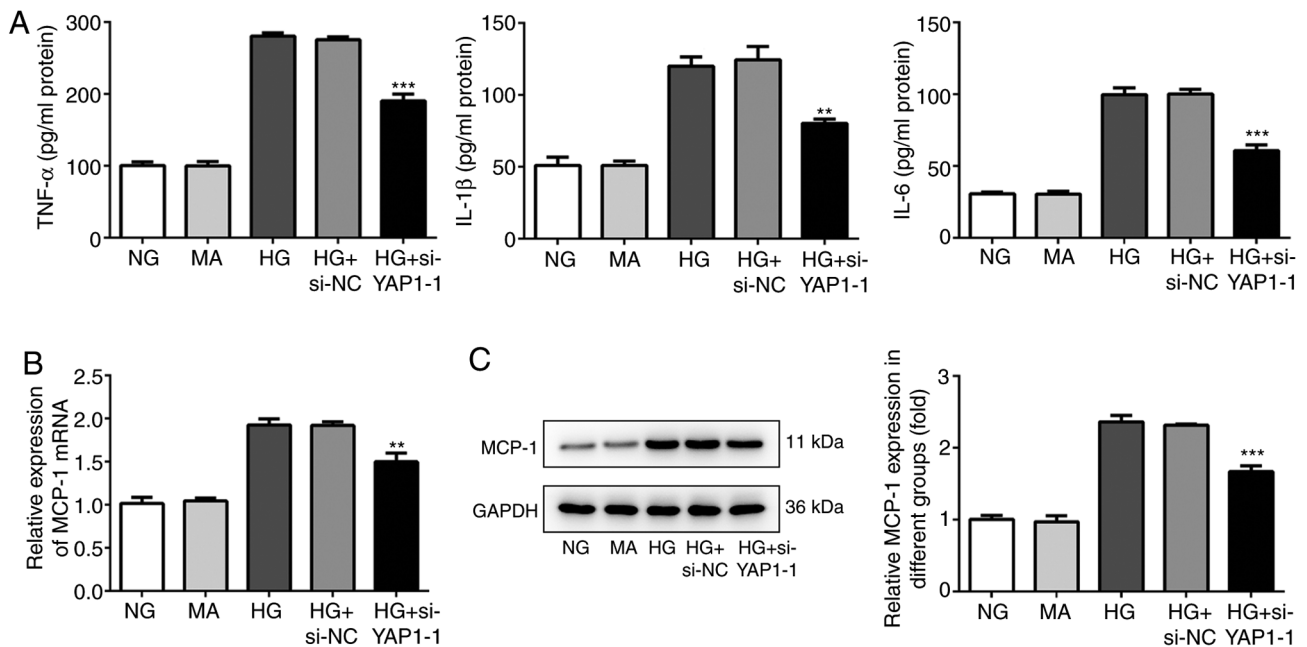 A
TNF-α (pg/ml protein)
300
200
100
0
NG
MA
HG
HG+
si-NC
HG+si-
YAP1-1
***
IL-1β (pg/ml protein)
150
100
50
0
NG
MA
HG
HG+
si-NC
HG+si-
YAP1-1
**
IL-6 (pg/ml protein)
150
100
50
0
NG
MA
HG
HG+
si-NC
HG+si-
YAP1-1
***
B
Relative expression
of MCP-1 mRNA
2.5
2.0
1.5
1.0
0.5
0.0
NG
MA
HG
HG+
si-NC
HG+si-
YAP1-1
**
C
MCP-1
11 kDa
GAPDH
36 kDa
NG
MA
HG
HG+
si-NC
HG+si-
YAP1-1
Relative MCP-1 expression in
different groups (fold)
3
2
1
0
NG
MA
HG
HG+
si-NC
HG+si-
YAP1-1
***